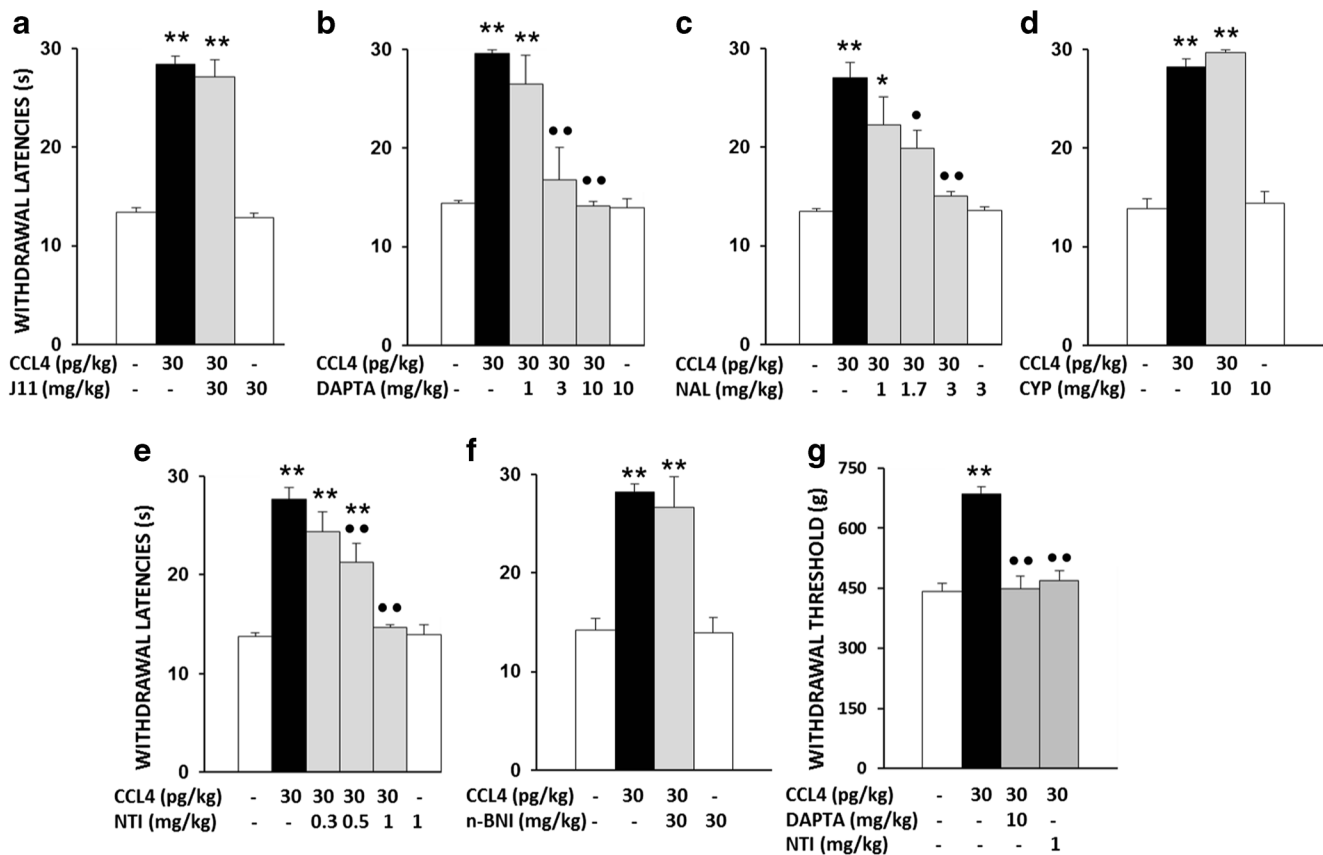 a
WITHDRAWAL LATENCIES (s)
30
20
10
0
** **
CCL4 (pg/kg) - 30 30 -
J11 (mg/kg) - - 30 30
b
30
20
10
0
** ** •• ••
CCL4 (pg/kg) - 30 30 30 30 -
DAPTA (mg/kg) - - 1 3 10 10
c
30
20
10
0
** * • ••
CCL4 (pg/kg) - 30 30 30 30 -
NAL (mg/kg) - - 1 1.7 3 3
d
30
20
10
0
** **
CCL4 (pg/kg) - 30 30 -
CYP (mg/kg) - - 10 10
e
WITHDRAWAL LATENCIES (s)
30
20
10
0
** ** ** •• ••
CCL4 (pg/kg) - 30 30 30 30 -
NTI (mg/kg) - - 0.3 0.5 1 1
f
30
20
10
0
** **
CCL4 (pg/kg) - 30 30 -
n-BNI (mg/kg) - - 30 30
g
WITHDRAWAL THRESHOLD (g)
750
600
450
300
150
0
** •• ••
CCL4 (pg/kg) - 30 30 30
DAPTA (mg/kg) - - 10
NTI (mg/kg) - - - 1